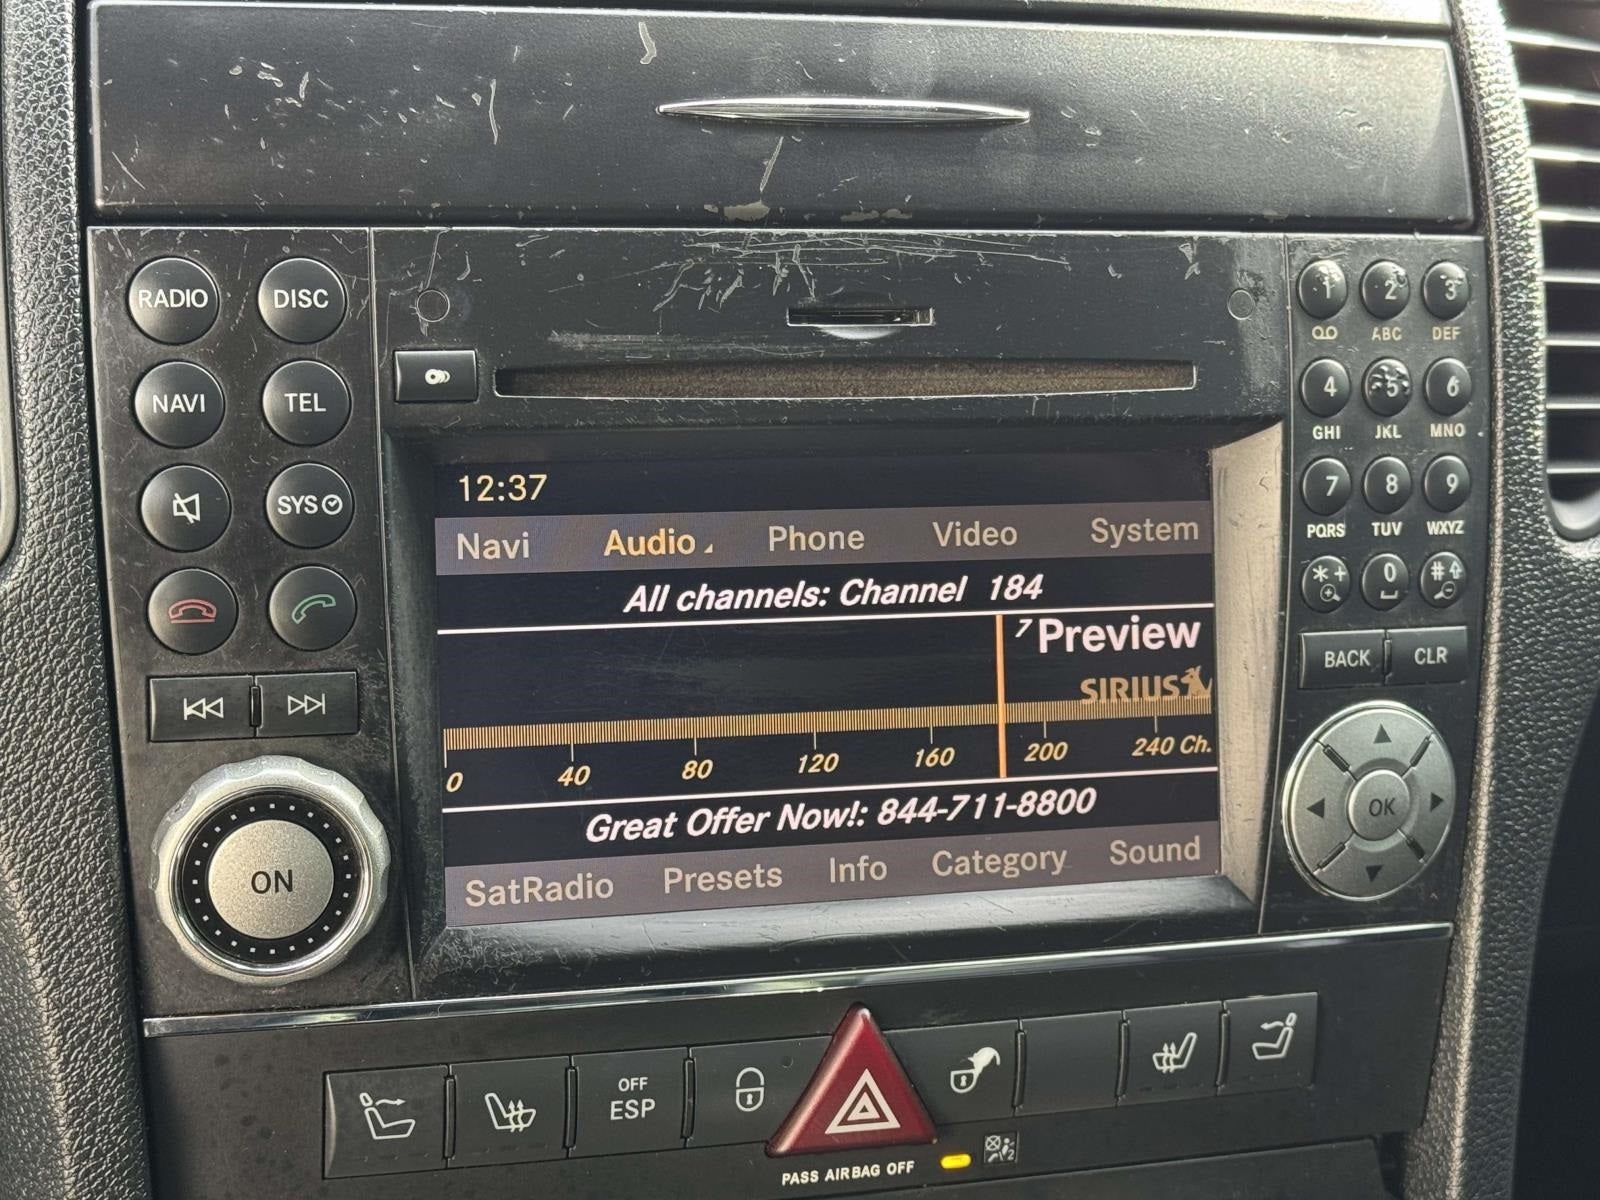 RADIO DISC
NAVI TEL
SYS
ON
1 2 3
ABC DEF
4 5 6
GHI JKL MNO
7 8 9
PQRS TUV WXYZ
* + 0 #
BACK CLR
OK
12:37
Navi Audio Phone Video System
All channels: Channel 184
7 Preview
SIRIUS
0 40 80 120 160 200 240 Ch.
Great Offer Now!: 844-711-8800
SatRadio Presets Info Category Sound
OFF
ESP
PASS AIRBAG OFF
2